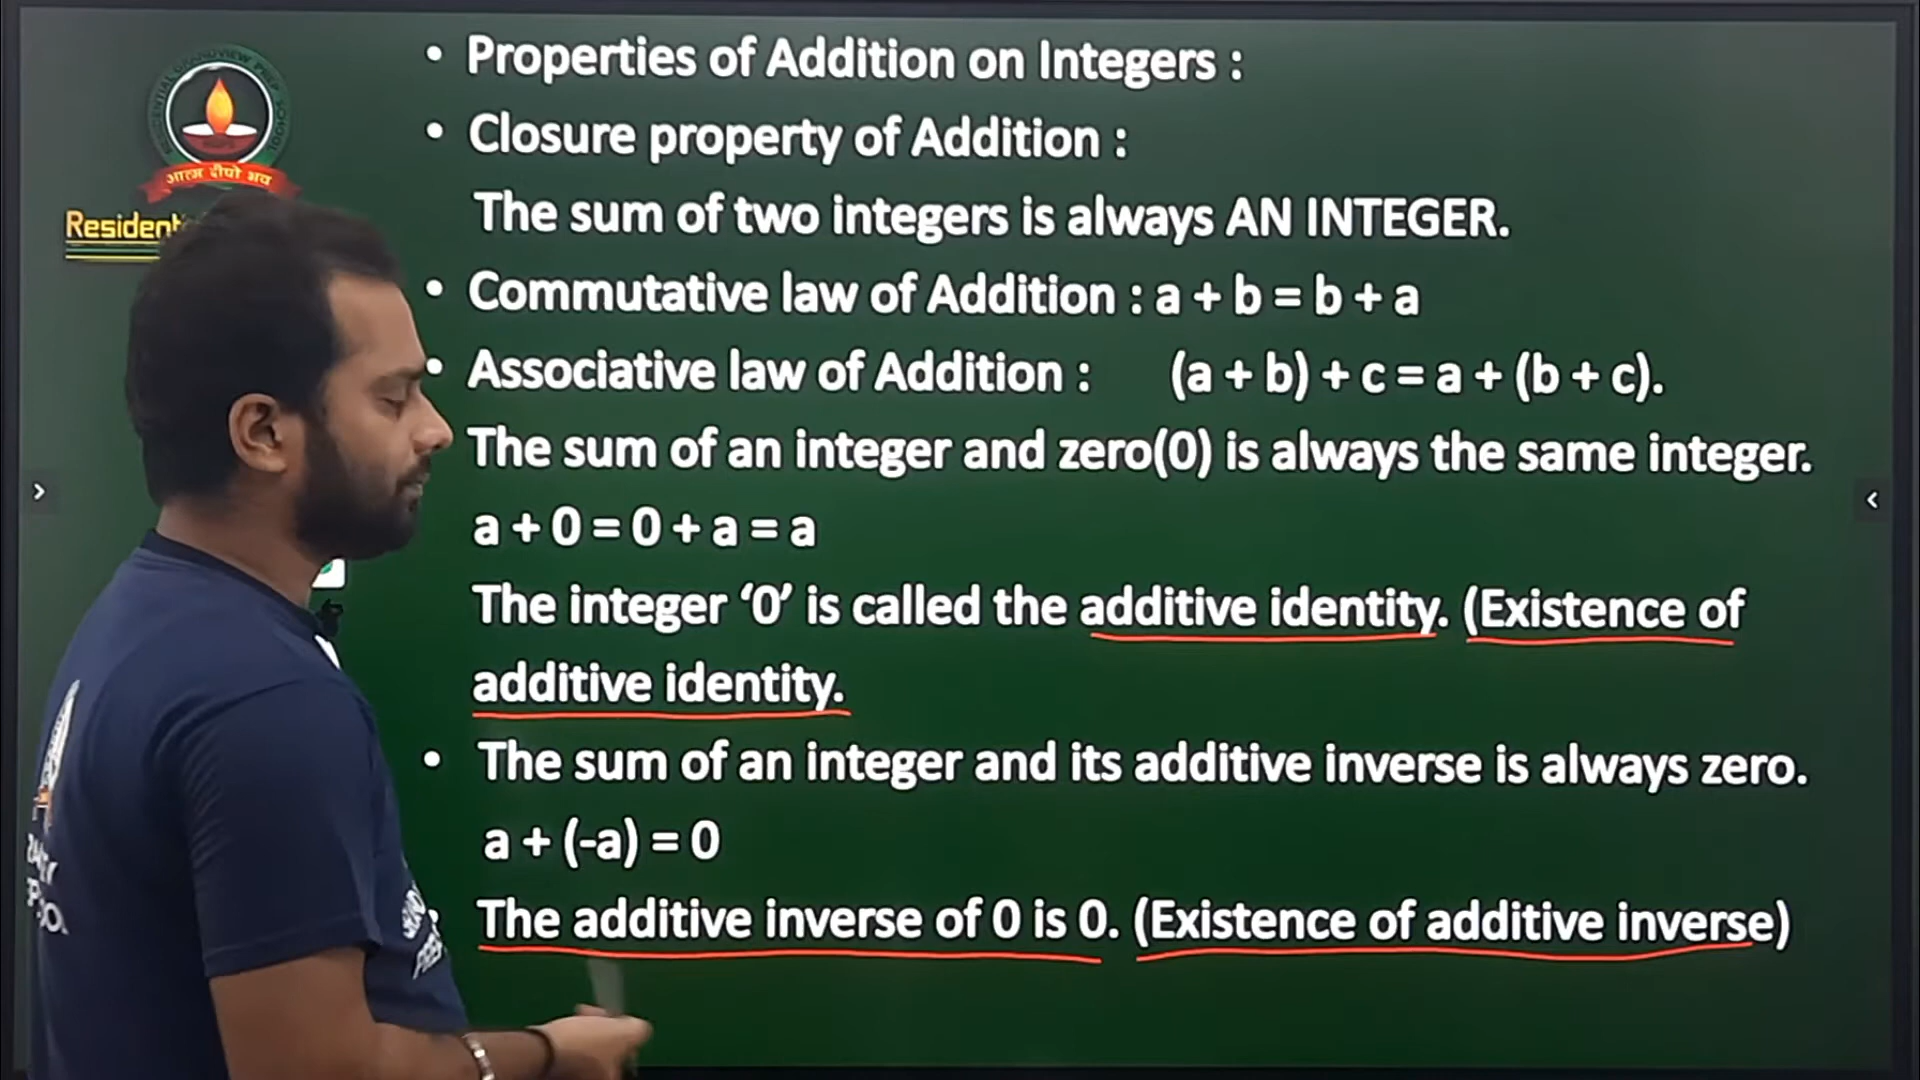 • Properties of Addition on Integers :
• Closure property of Addition :
The sum of two integers is always AN INTEGER.
• Commutative law of Addition : a + b = b + a
• Associative law of Addition : (a + b) + c = a + (b + c).
The sum of an integer and zero(0) is always the same integer.
a + 0 = 0 + a = a
The integer ‘0’ is called the additive identity. (Existence of
additive identity.
• The sum of an integer and its additive inverse is always zero.
a + (-a) = 0
The additive inverse of 0 is 0. (Existence of additive inverse)
आत्म दीपो भव